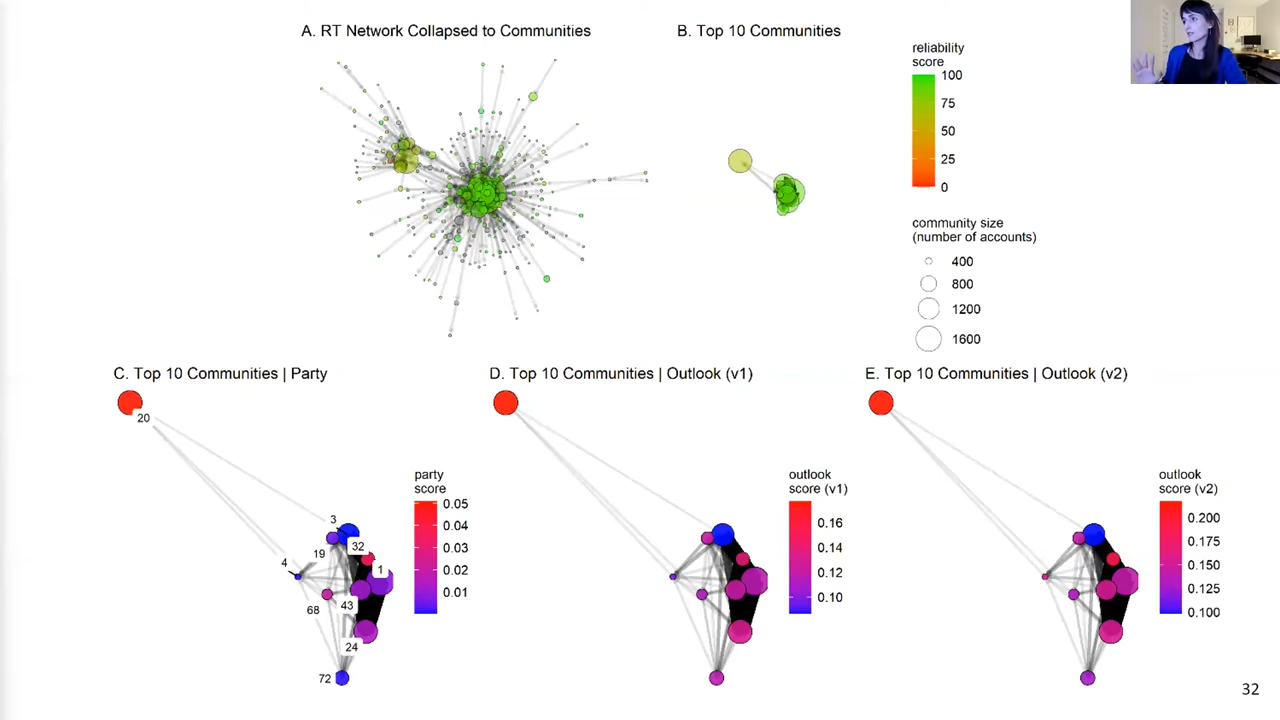 A. RT Network Collapsed to Communities
B. Top 10 Communities
reliability
score
100
75
50
25
0
community size
(number of accounts)
400
800
1200
1600
C. Top 10 Communities | Party
20
3
32
19
4
1
68
43
24
72
party
score
0.05
0.04
0.03
0.02
0.01
D. Top 10 Communities | Outlook (v1)
outlook
score (v1)
0.16
0.14
0.12
0.10
E. Top 10 Communities | Outlook (v2)
outlook
score (v2)
0.200
0.175
0.150
0.125
0.100
32